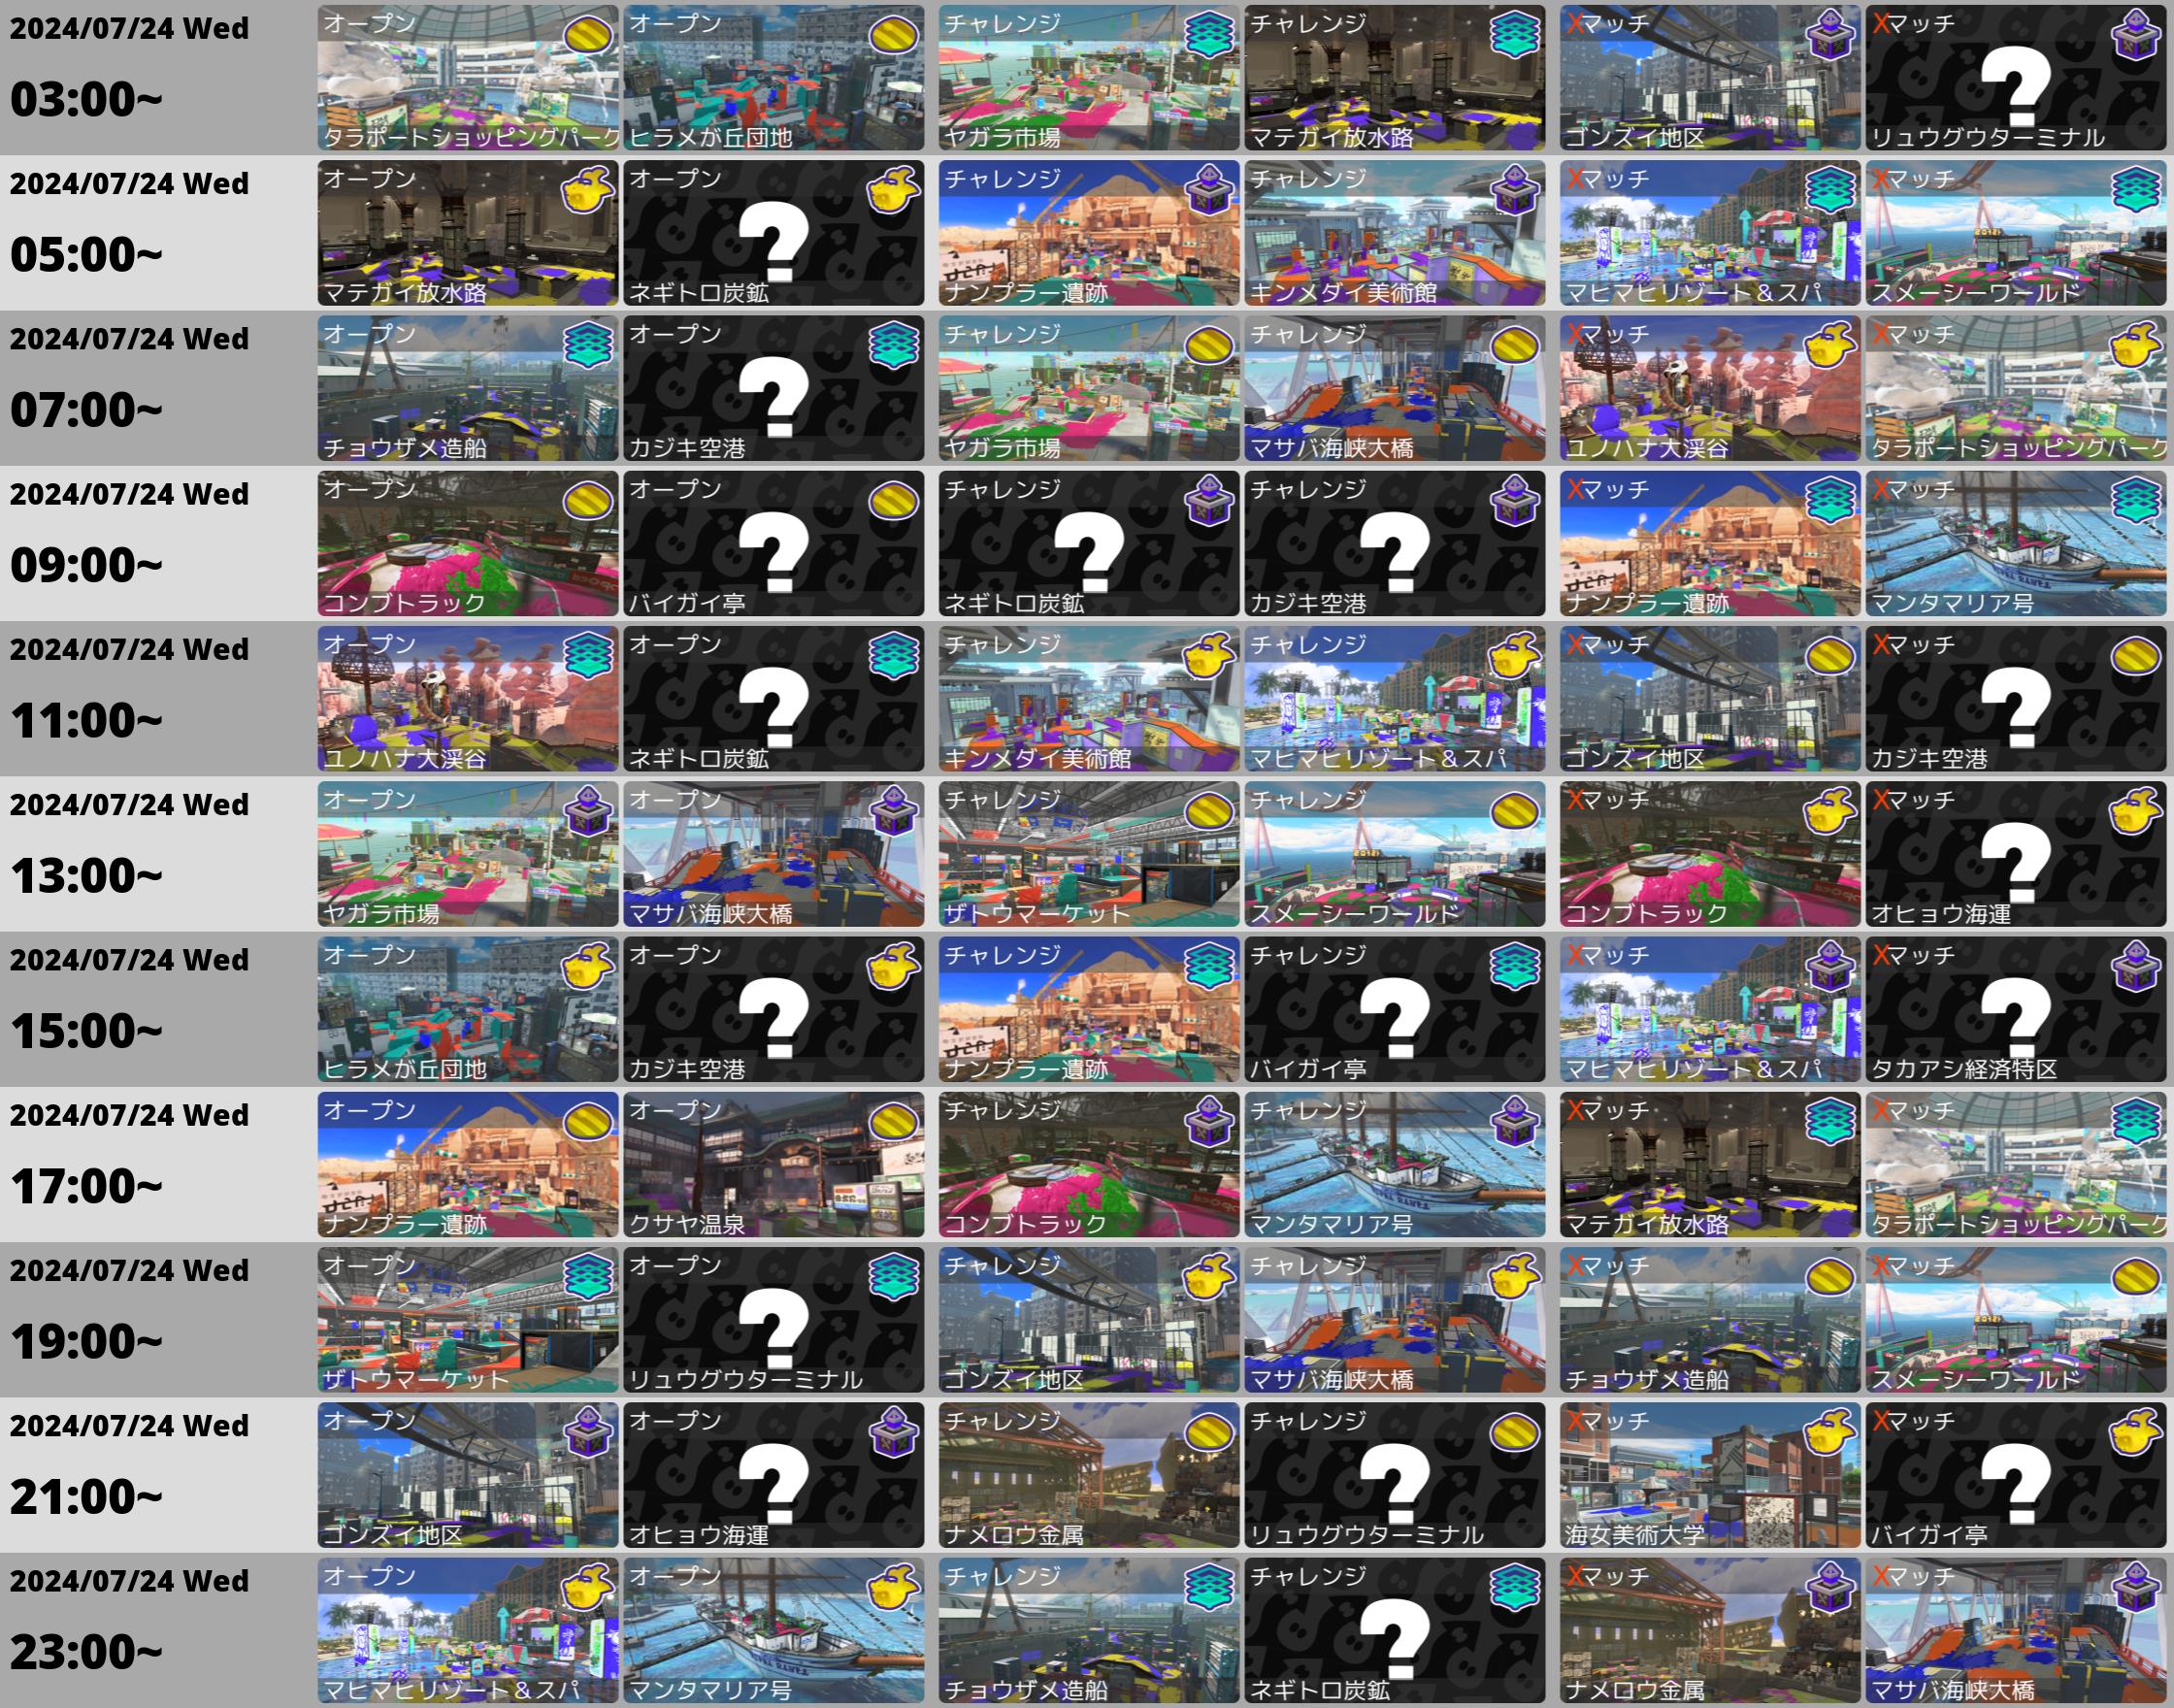 2024/07/24 Wed
03:00~
オープン
タラポートショッピングパーク
オープン
ヒラメが丘団地
チャレンジ
ヤガラ市場
チャレンジ
マテガイ放水路
Xマッチ
ゴンズイ地区
Xマッチ
リュウグウターミナル
2024/07/24 Wed
05:00~
オープン
マテガイ放水路
オープン
ネギトロ炭鉱
チャレンジ
ナンプラー遺跡
チャレンジ
キンメダイ美術館
Xマッチ
マヒマヒリゾート＆スパ
Xマッチ
スメーシーワールド
2024/07/24 Wed
07:00~
オープン
チョウザメ造船
オープン
カジキ空港
チャレンジ
ヤガラ市場
チャレンジ
マサバ海峡大橋
Xマッチ
ユノハナ大渓谷
Xマッチ
タラポートショッピングパーク
2024/07/24 Wed
09:00~
オープン
コンブトラック
オープン
バイガイ亭
チャレンジ
ネギトロ炭鉱
チャレンジ
カジキ空港
Xマッチ
ナンプラー遺跡
Xマッチ
マンタマリア号
2024/07/24 Wed
11:00~
オープン
ユノハナ大渓谷
オープン
ネギトロ炭鉱
チャレンジ
キンメダイ美術館
チャレンジ
マヒマヒリゾート＆スパ
Xマッチ
ゴンズイ地区
Xマッチ
カジキ空港
2024/07/24 Wed
13:00~
オープン
ヤガラ市場
オープン
マサバ海峡大橋
チャレンジ
ザトウマーケット
チャレンジ
スメーシーワールド
Xマッチ
コンブトラック
Xマッチ
オヒョウ海運
2024/07/24 Wed
15:00~
オープン
ヒラメが丘団地
オープン
カジキ空港
チャレンジ
ナンプラー遺跡
チャレンジ
バイガイ亭
Xマッチ
マヒマヒリゾート＆スパ
Xマッチ
タカアシ経済特区
2024/07/24 Wed
17:00~
オープン
ナンプラー遺跡
オープン
クサヤ温泉
チャレンジ
コンブトラック
チャレンジ
マンタマリア号
Xマッチ
マテガイ放水路
Xマッチ
タラポートショッピングパーク
2024/07/24 Wed
19:00~
オープン
ザトウマーケット
オープン
リュウグウターミナル
チャレンジ
ゴンズイ地区
チャレンジ
マサバ海峡大橋
Xマッチ
チョウザメ造船
Xマッチ
スメーシーワールド
2024/07/24 Wed
21:00~
オープン
ゴンズイ地区
オープン
オヒョウ海運
チャレンジ
ナメロウ金属
チャレンジ
リュウグウターミナル
Xマッチ
海女美術大学
Xマッチ
バイガイ亭
2024/07/24 Wed
23:00~
オープン
マヒマヒリゾート＆スパ
オープン
マンタマリア号
チャレンジ
チョウザメ造船
チャレンジ
ネギトロ炭鉱
Xマッチ
ナメロウ金属
Xマッチ
マサバ海峡大橋